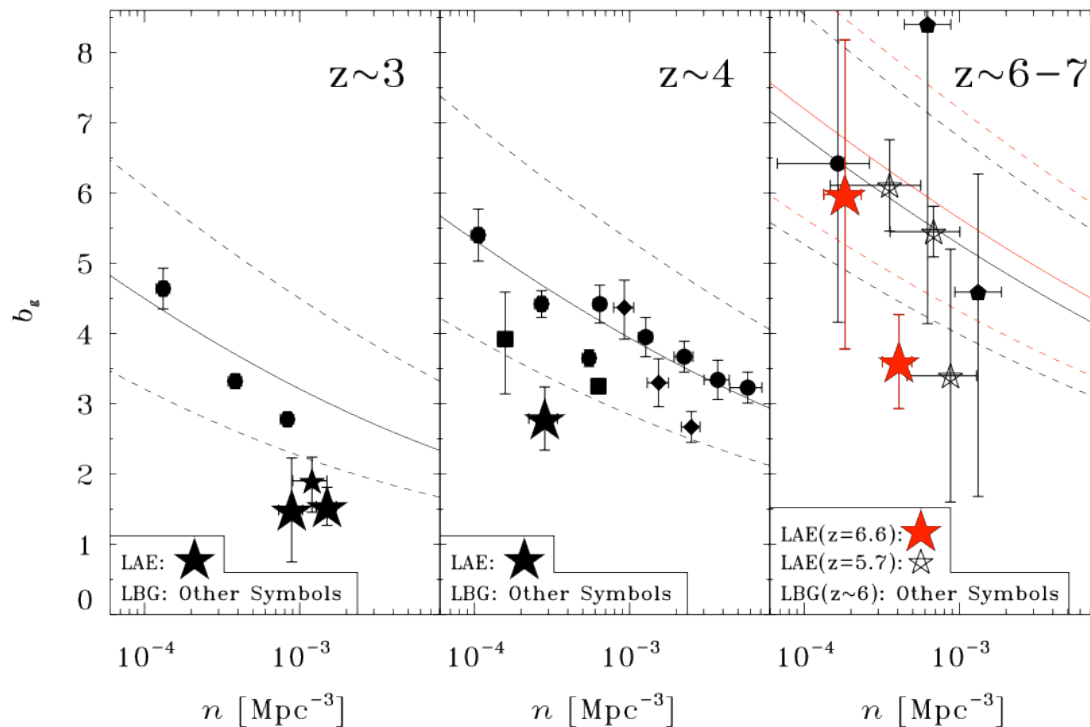 8
7
6
5
4
3
2
1
0
b_g
z~3
z~4
z~6−7
LAE:
LBG: Other Symbols
LAE:
LBG: Other Symbols
LAE(z=6.6):
LAE(z=5.7):
LBG(z~6): Other Symbols
10⁻⁴ 10⁻³ 10⁻⁴ 10⁻³ 10⁻⁴ 10⁻³
n [Mpc⁻³] n [Mpc⁻³] n [Mpc⁻³]